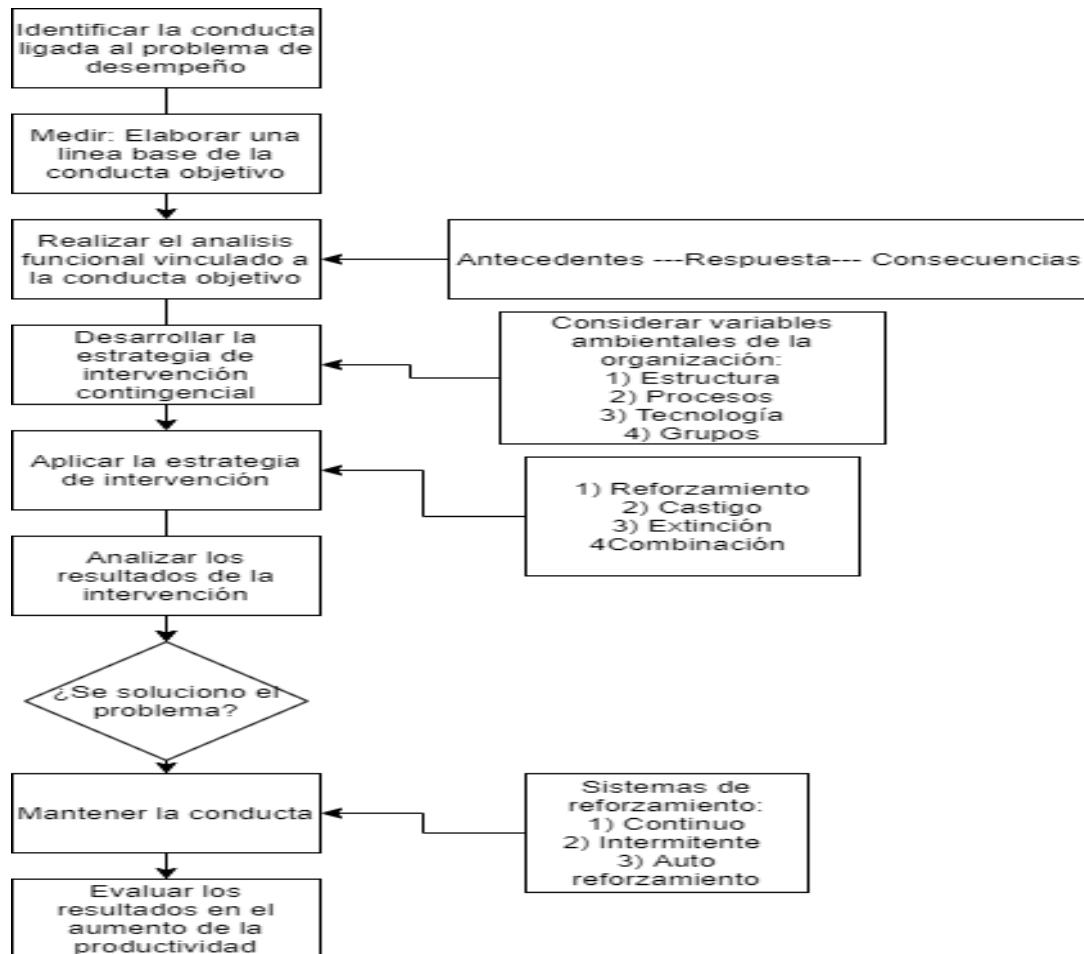 Identificar la conducta
ligada al problema de
desempeño
Medir: Elaborar una
linea base de la
conducta objetivo
Realizar el analisis
funcional vinculado a
la conducta objetivo
Antecedentes ---Respuesta--- Consecuencias
Desarrollar la
estrategia de
intervención
contingencial
Considerar variables
ambientales de la
organización:
1) Estructura
2) Procesos
3) Tecnología
4) Grupos
Aplicar la estrategia
de intervención
1) Reforzamiento
2) Castigo
3) Extinción
4Combinación
Analizar los
resultados de la
intervención
¿Se soluciono el
problema?
Mantener la conducta
Sistemas de
reforzamiento:
1) Continuo
2) Intermitente
3) Auto
reforzamiento
Evaluar los
resultados en el
aumento de la
productividad